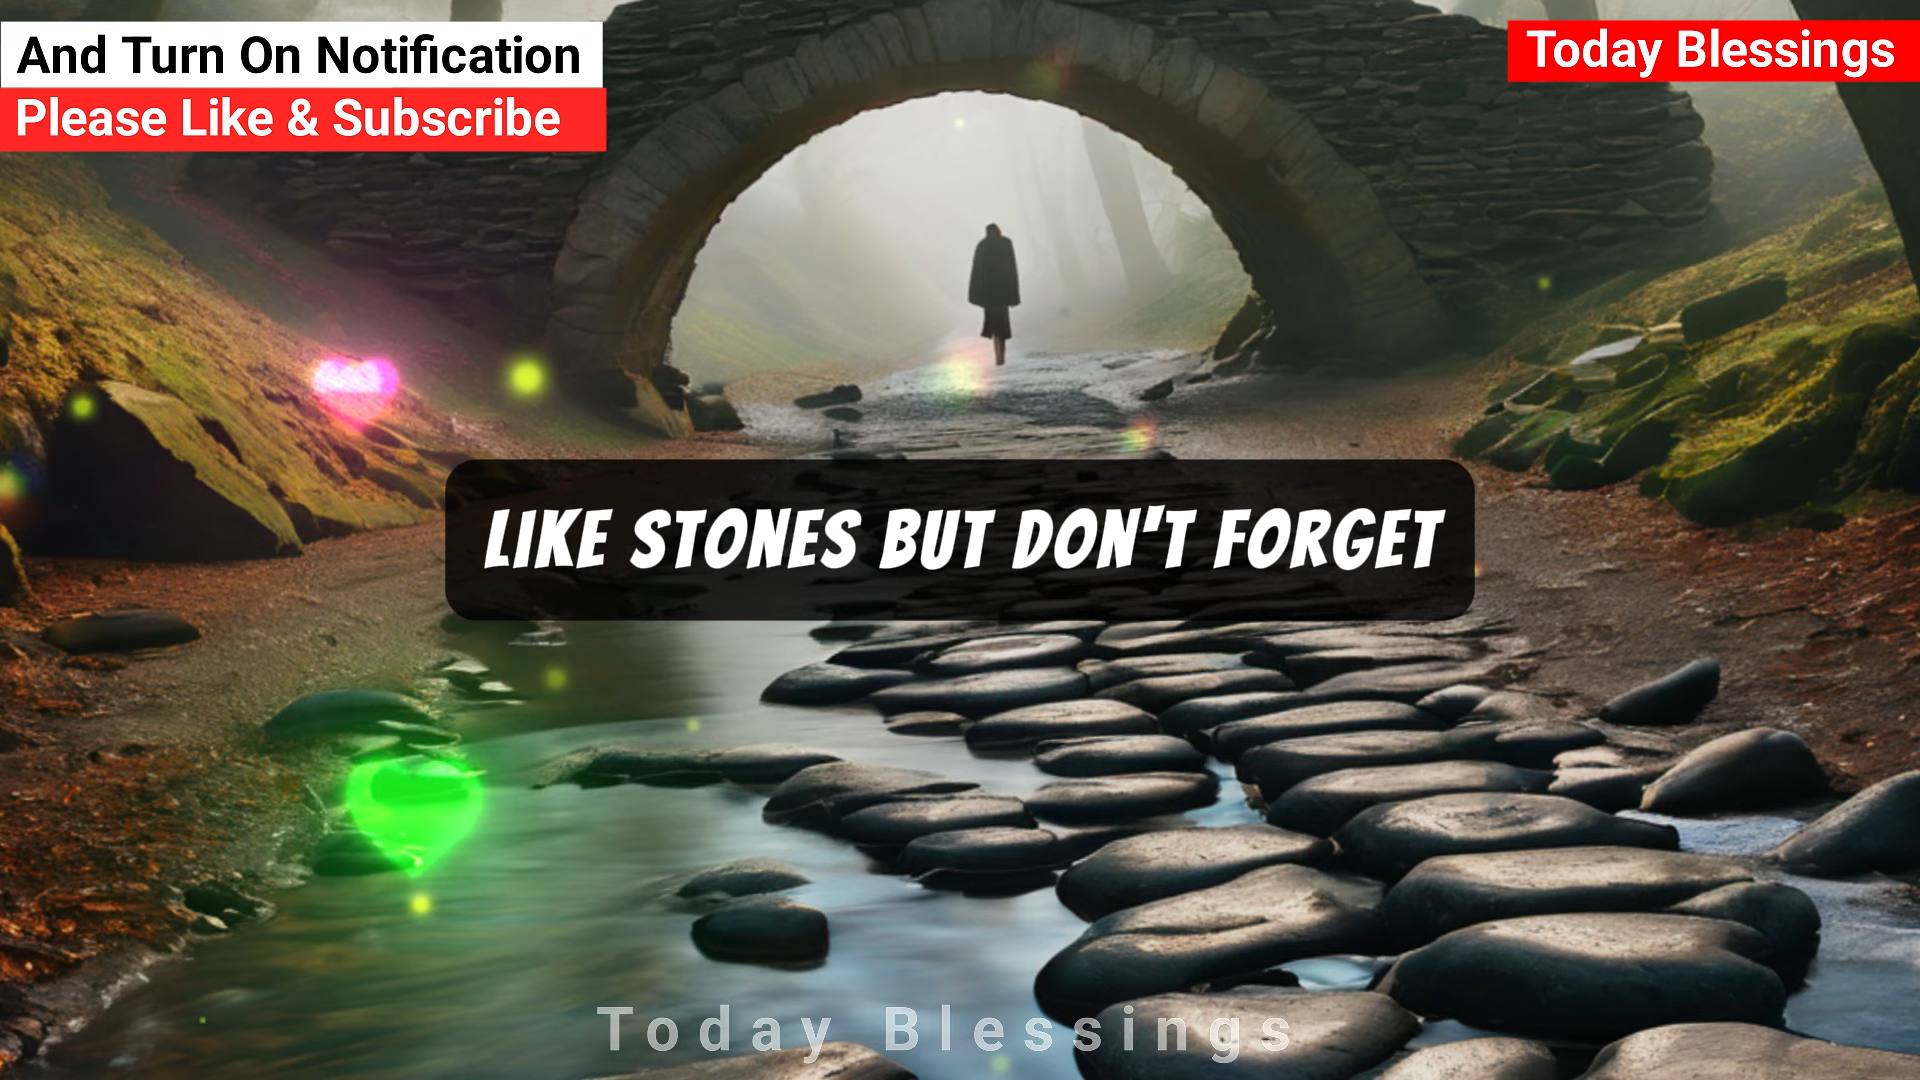 And Turn On Notification
Please Like & Subscribe
Today Blessings
LIKE STONES BUT DON'T FORGET
Today Blessings